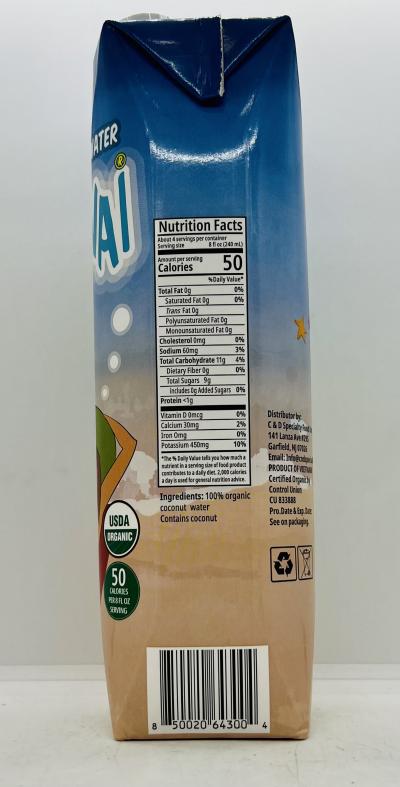 ATER
AI®
Nutrition Facts
About 4 servings per container
Serving size 8 fl oz (240 mL)
Amount per serving
Calories 50
%Daily Value*
Total Fat 0g 0%
Saturated Fat 0g 0%
Trans Fat 0g
Polyunsaturated Fat 0g
Monounsaturated Fat 0g
Cholesterol 0mg 0%
Sodium 60mg 3%
Total Carbohydrate 11g 4%
Dietary Fiber 0g 0%
Total Sugars 9g
includes 0g Added Sugars 0%
Protein <1g
Vitamin D 0mcg 0%
Calcium 30mg 2%
Iron 0mg 0%
Potassium 450mg 10%
*The % Daily Value tells you how much a
nutrient in a serving size of food product
contributes to a daily diet. 2,000 calories
a day is used for general nutrition advice.
Ingredients: 100% organic
coconut water
Contains coconut
Distributor by:
C & D Specialty
141 Lanza Ave
Garfield, NJ 07026
Email:
PRODUCT OF VIETNAM
Certified Organic by
Control Union
CU 833888
Pro.Date & Exp. Date:
See on packaging.
USDA
ORGANIC
50
CALORIES
PER 8 FL OZ
SERVING
8 50020 64300 4